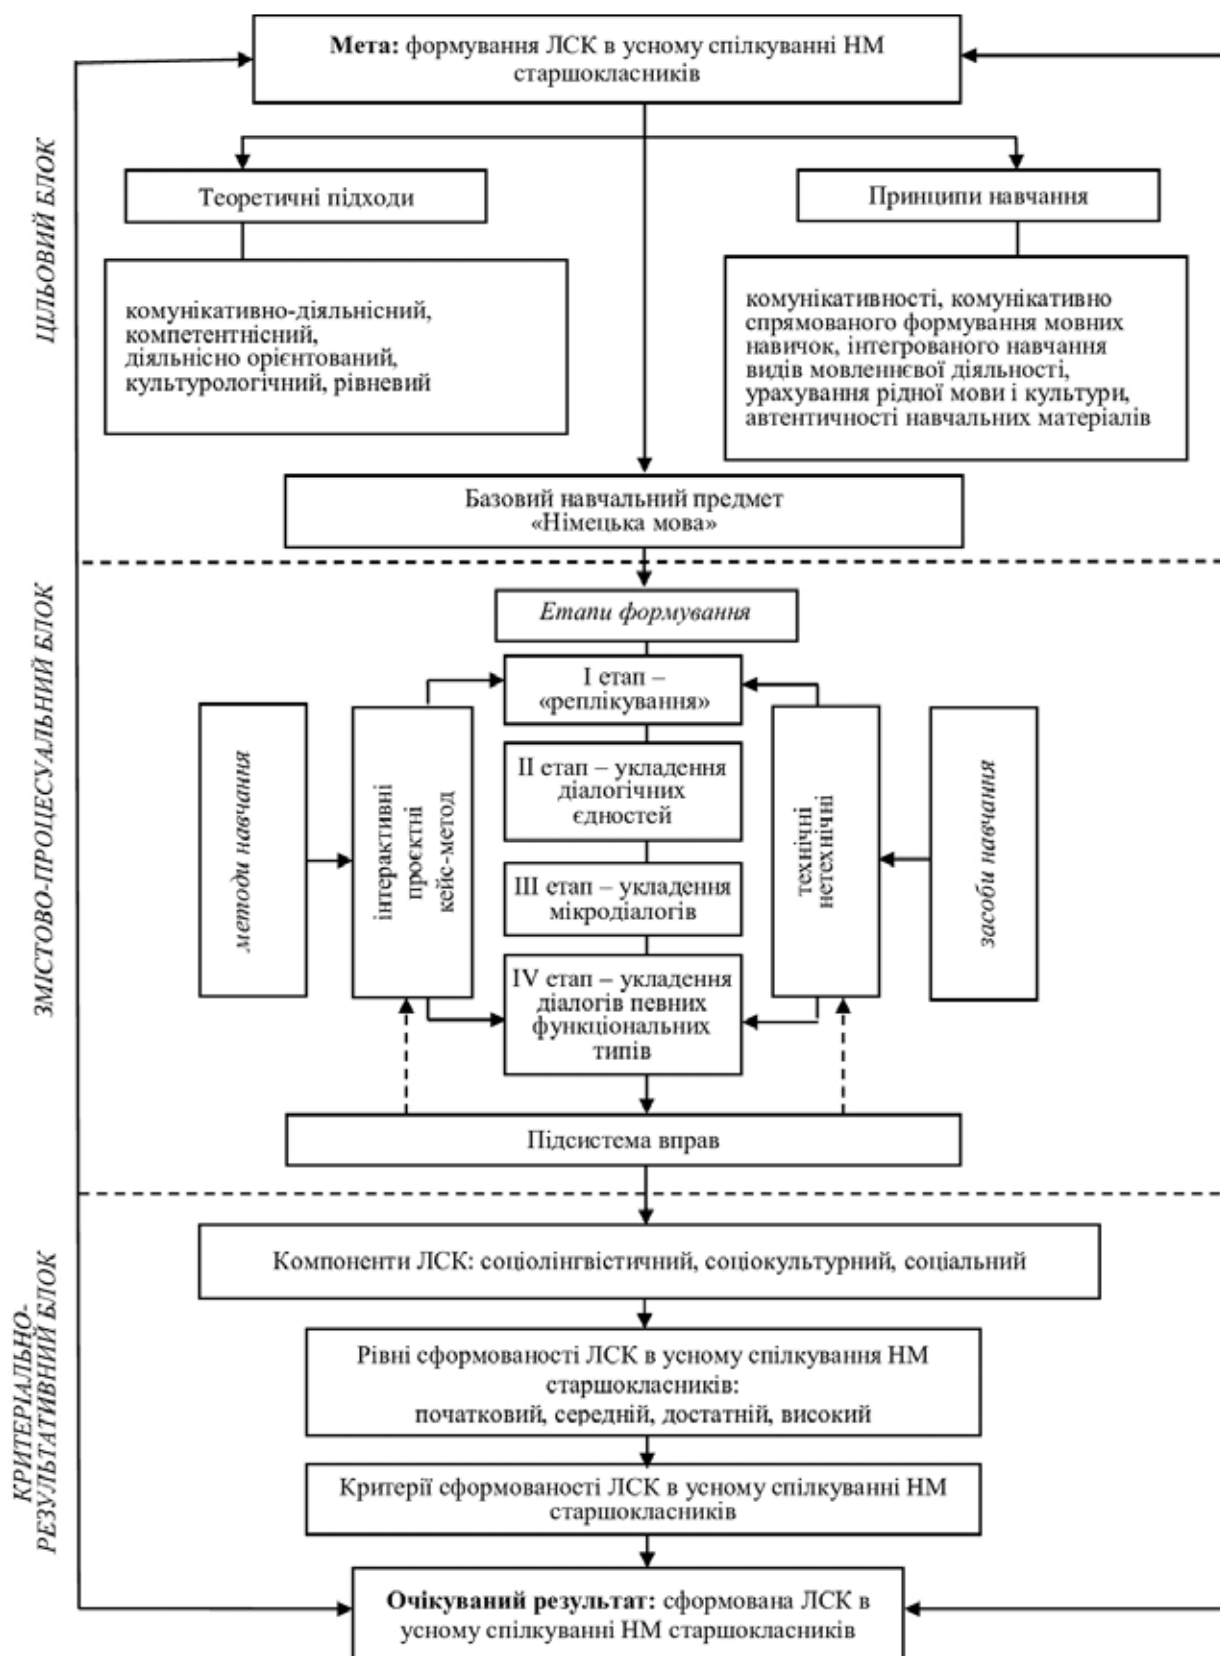 Мета: формування ЛСК в усному спілкуванні НМ
старшокласників
ЦІЛЬОВИЙ БЛОК
Теоретичні підходи
Принципи навчання
комунікативно-діяльнісний,
компетентнісний,
діяльнісно орієнтований,
культурологічний, рівневий
комунікативності, комунікативно
спрямованого формування мовних
навичок, інтегрованого навчання
видів мовленнєвої діяльності,
урахування рідної мови і культури,
автентичності навчальних матеріалів
Базовий навчальний предмет
«Німецька мова»
ЗМІСТОВО-ПРОЦЕСУАЛЬНИЙ БЛОК
Етапи формування
методи навчання
інтерактивні
проєктні
кейс-метод
І етап –
«реплікування»
ІІ етап – укладення
діалогічних
єдностей
ІІІ етап – укладення
мікродіалогів
IV етап – укладення
діалогів певних
функціональних
типів
технічні
нетехнічні
засоби навчання
Підсистема вправ
КРИТЕРІАЛЬНО-
РЕЗУЛЬТАТИВНИЙ БЛОК
Компоненти ЛСК: соціолінгвістичний, соціокультурний, соціальний
Рівні сформованості ЛСК в усному спілкування НМ
старшокласників:
початковий, середній, достатній, високий
Критерії сформованості ЛСК в усному спілкуванні НМ
старшокласників
Очікуваний результат: сформована ЛСК в
усному спілкуванні НМ старшокласників